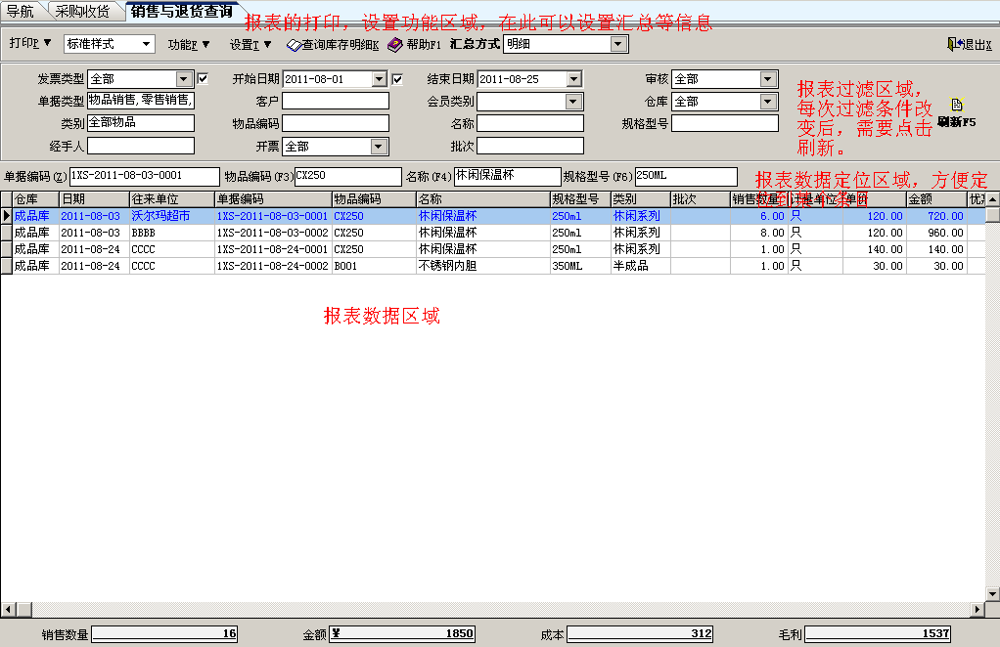 导航 采购收货 销售与退货查询
报表的打印，设置功能区域，在此可以设置汇总等信息
打印P 标准样式 功能E 设置T 查询库存明细K 帮助F1 汇总方式 明细 退出X
发票类型 全部 开始日期 2011-08-01 结束日期 2011-08-25 审核 全部
单据类型 物品销售,零售销售, 客户 会员类别 仓库 全部
类别 全部物品 物品编码 名称 规格型号
经手人 开票 全部 批次
报表过滤区域，
每次过滤条件改
变后，需要点击
刷新。
刷新F5
单据编码(Z) 1XS-2011-08-03-0001 物品编码(F3) CX250 名称(F4) 休闲保温杯 规格型号(F6) 250ML
报表数据定位区域，方便定
仓库 日期 往来单位 单据编码 物品编码 名称 规格型号 类别 批次 销售数量 计量单位 单价 金额
成品库 2011-08-03 沃尔玛超市 1XS-2011-08-03-0001 CX250 休闲保温杯 250ml 休闲系列 6.00 只 120.00 720.00
成品库 2011-08-03 BBBB 1XS-2011-08-03-0002 CX250 休闲保温杯 250ml 休闲系列 8.00 只 120.00 960.00
成品库 2011-08-24 CCCC 1XS-2011-08-24-0001 CX250 休闲保温杯 250ml 休闲系列 1.00 只 140.00 140.00
成品库 2011-08-24 CCCC 1XS-2011-08-24-0002 B001 不锈钢内胆 350ML 半成品 1.00 只 30.00 30.00
报表数据区域
销售数量 16 金额 ¥ 1850 成本 312 毛利 1537